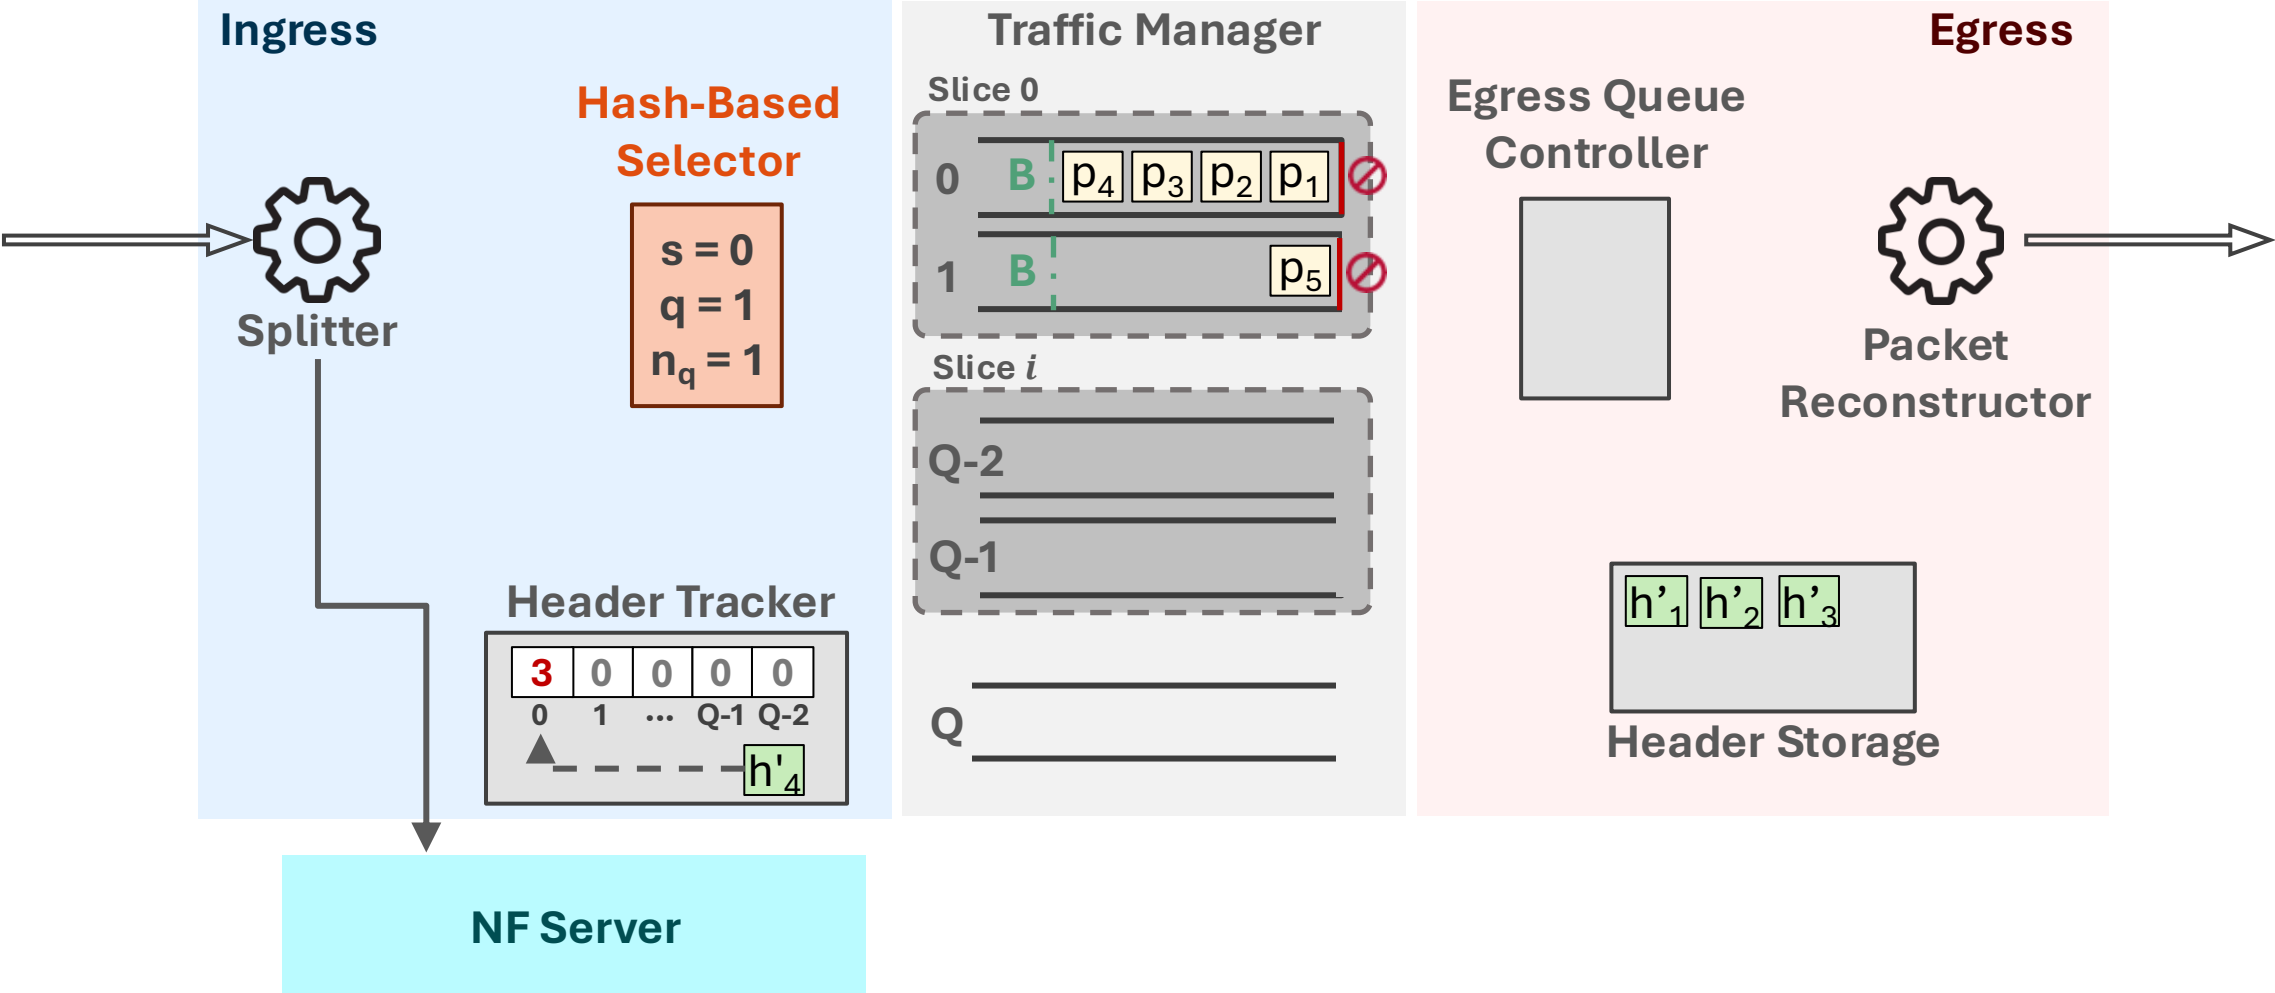 Ingress
Hash-Based
Selector
s = 0
q = 1
nq = 1
Splitter
Header Tracker
3 0 0 0 0
0 1 ... Q-1 Q-2
h'4
NF Server
Traffic Manager
Slice 0
0 B p4 p3 p2 p1
1 B p5
Slice i
Q-2
Q-1
Q
Egress
Egress Queue
Controller
Packet
Reconstructor
h’1 h’2 h’3
Header Storage